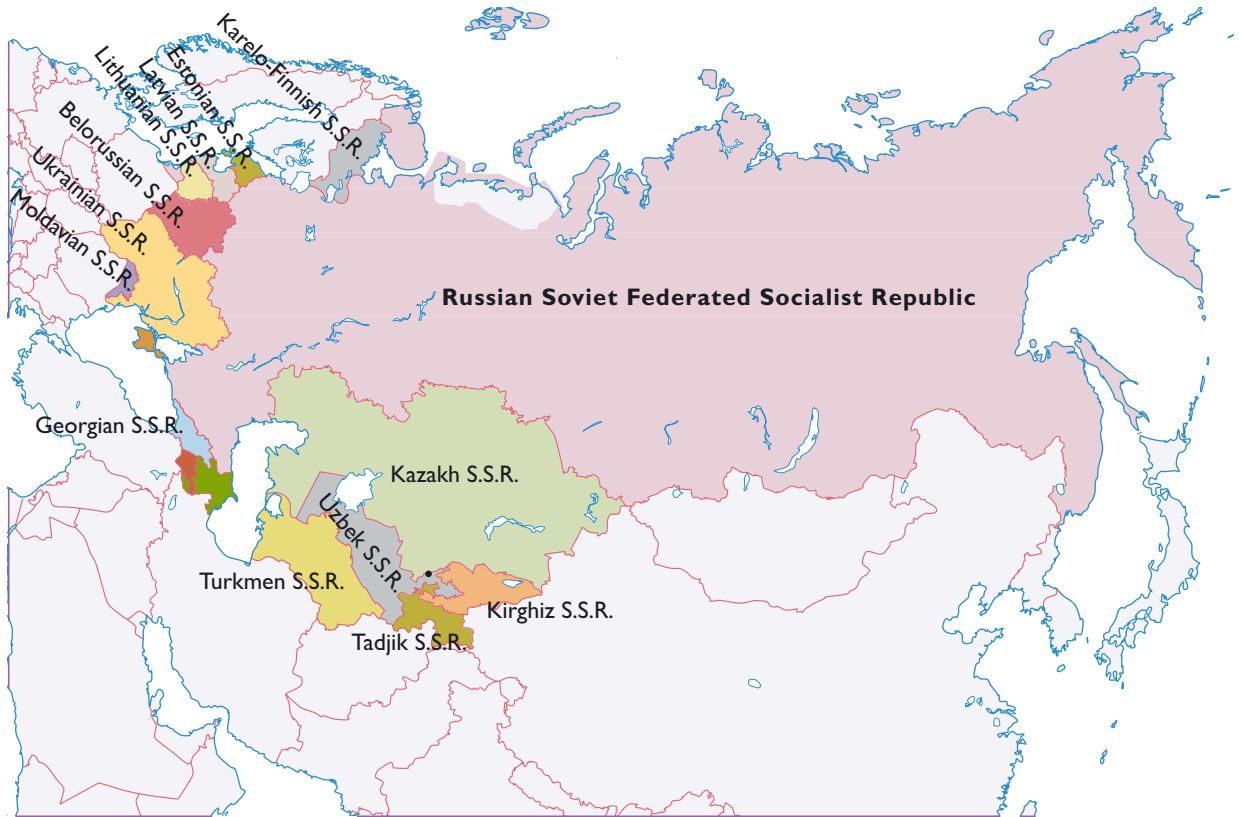 Karelo-Finnish S.S.R.
Estonian S.S.R.
Latvian S.S.R.
Lithuanian S.S.R.
Belorussian S.S.R.
Ukrainian S.S.R.
Moldavian S.S.R.
Russian Soviet Federated Socialist Republic
Georgian S.S.R.
Kazakh S.S.R.
Uzbek S.S.R.
Turkmen S.S.R.
Kirghiz S.S.R.
Tadjik S.S.R.